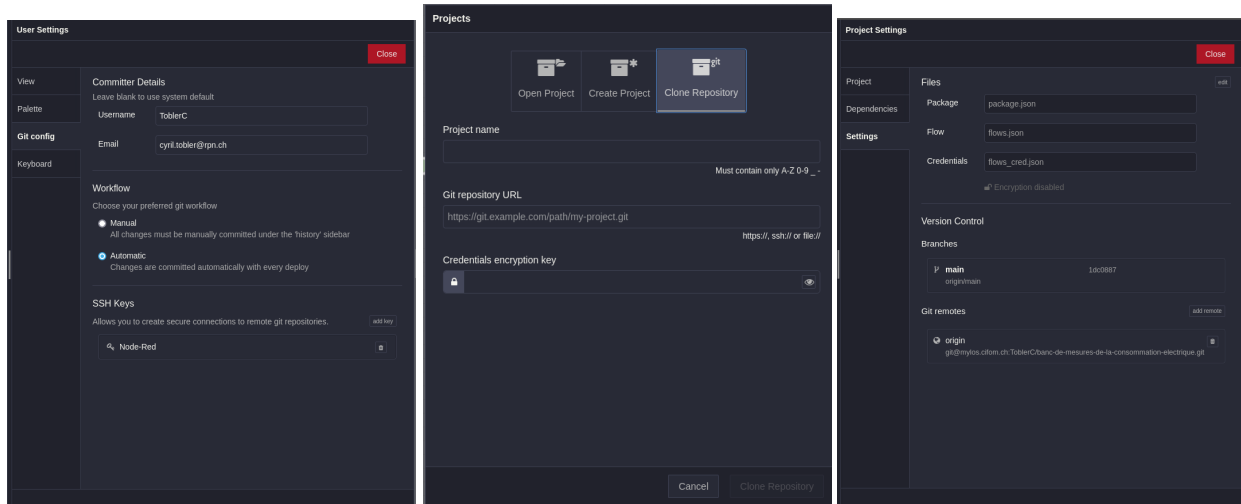 User Settings
Close
View
Palette
Git config
Keyboard
Committer Details
Leave blank to use system default
Username
ToblerC
Email
cyril.tobler@rpn.ch
Workflow
Choose your preferred git workflow
Manual
All changes must be manually committed under the 'history' sidebar
Automatic
Changes are committed automatically with every deploy
SSH Keys
Allows you to create secure connections to remote git repositories.
add key
Node-Red
Projects
Open Project
Create Project
git
Clone Repository
Project name
Must contain only A-Z 0-9 _ -
Git repository URL
https://git.example.com/path/my-project.git
https://, ssh:// or file://
Credentials encryption key
Cancel
Clone Repository
Project Settings
Close
Project
Dependencies
Settings
Files
edit
Package
package.json
Flow
flows.json
Credentials
flows_cred.json
Encryption disabled
Version Control
Branches
main
1dc0887
origin/main
Git remotes
add remote
origin
git@mylos.cifom.ch:ToblerC/banc-de-mesures-de-la-consommation-electrique.git